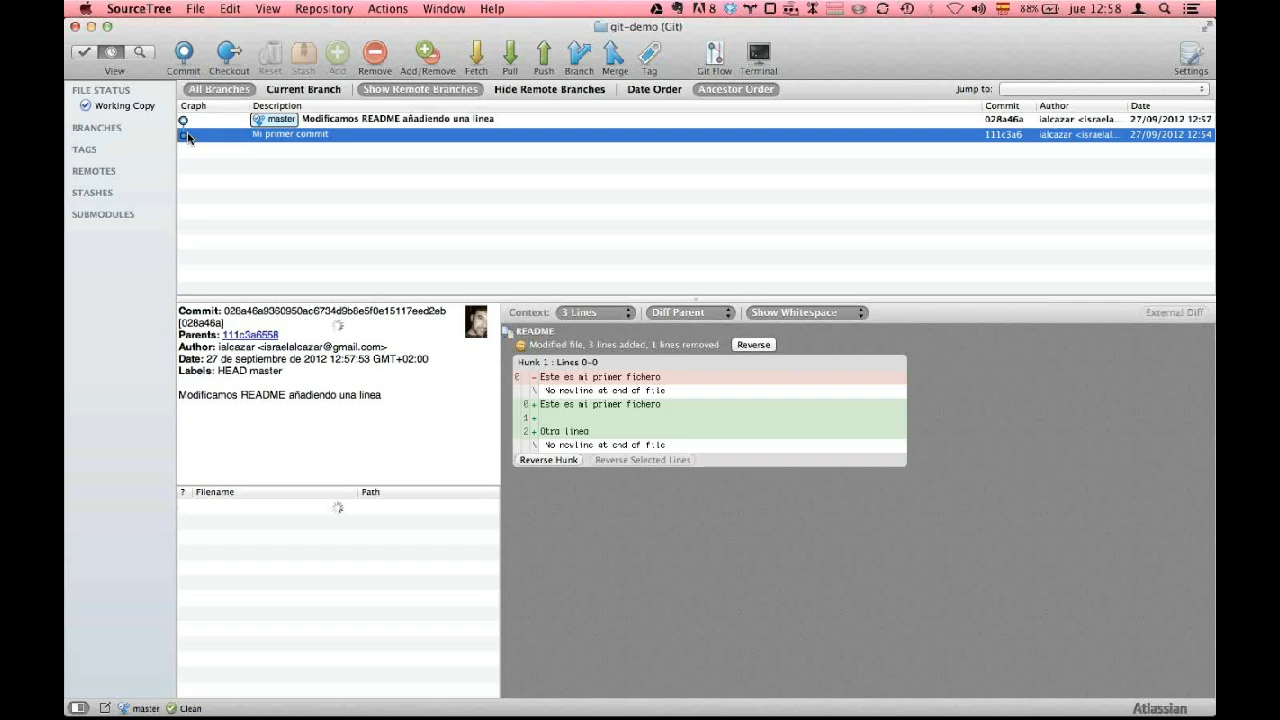 SourceTree File Edit View Repository Actions Window Help 8 88% jue 12:58
git-demo (Git)
View Commit Checkout Reset Stash Add Remove Add/Remove Fetch Pull Push Branch Merge Tag Git Flow Terminal Settings
FILE STATUS
Working Copy
BRANCHES
TAGS
REMOTES
STASHES
SUBMODULES
All Branches Current Branch Show Remote Branches Hide Remote Branches Date Order Ancestor Order Jump to:
Graph Description Commit Author Date
master Modificamos README añadiendo una linea 028a46a ialcazar <israela... 27/09/2012 12:57
Mi primer commit 111c3a6 ialcazar <israelal... 27/09/2012 12:54
Commit:
[028a46a]
Parents: 111c3a6558
Author: ialcazar <israelalcazar@gmail.com>
Date: 27 de septiembre de 2012 12:57:53 GMT+02:00
Labels: HEAD master
Modificamos README añadiendo una linea
? Filename Path
Context: 3 Lines Diff Parent Show Whitespace External Diff
README
Modified file, 3 lines added, 1 lines removed Reverse
Hunk 1 : Lines 0-0
0 - Este es mi primer fichero
\ No newline at end of file
0 + Este es mi primer fichero
1 +
2 + Otra linea
\ No newline at end of file
Reverse Hunk Reverse Selected Lines
master Clean
Atlassian